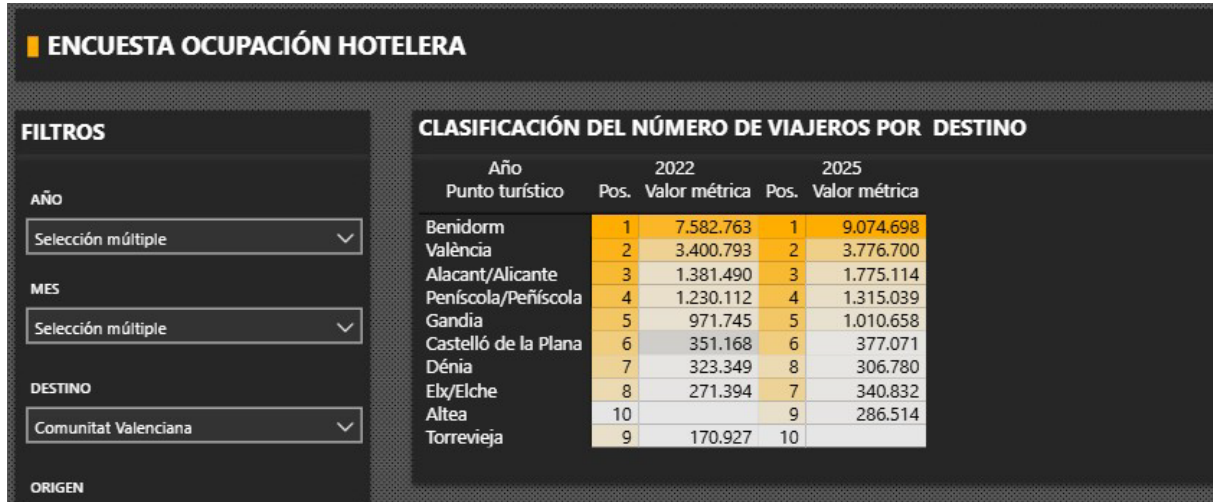 ENCUESTA OCUPACIÓN HOTELERA
FILTROS
AÑO
Selección múltiple
MES
Selección múltiple
DESTINO
Comunitat Valenciana
ORIGEN
CLASIFICACIÓN DEL NÚMERO DE VIAJEROS POR DESTINO
Año 2022 2025
Punto turístico Pos. Valor métrica Pos. Valor métrica
Benidorm 1 7.582.763 1 9.074.698
València 2 3.400.793 2 3.776.700
Alacant/Alicante 3 1.381.490 3 1.775.114
Peníscola/Peñíscola 4 1.230.112 4 1.315.039
Gandia 5 971.745 5 1.010.658
Castelló de la Plana 6 351.168 6 377.071
Dénia 7 323.349 8 306.780
Elx/Elche 8 271.394 7 340.832
Altea 10 9 286.514
Torrevieja 9 170.927 10